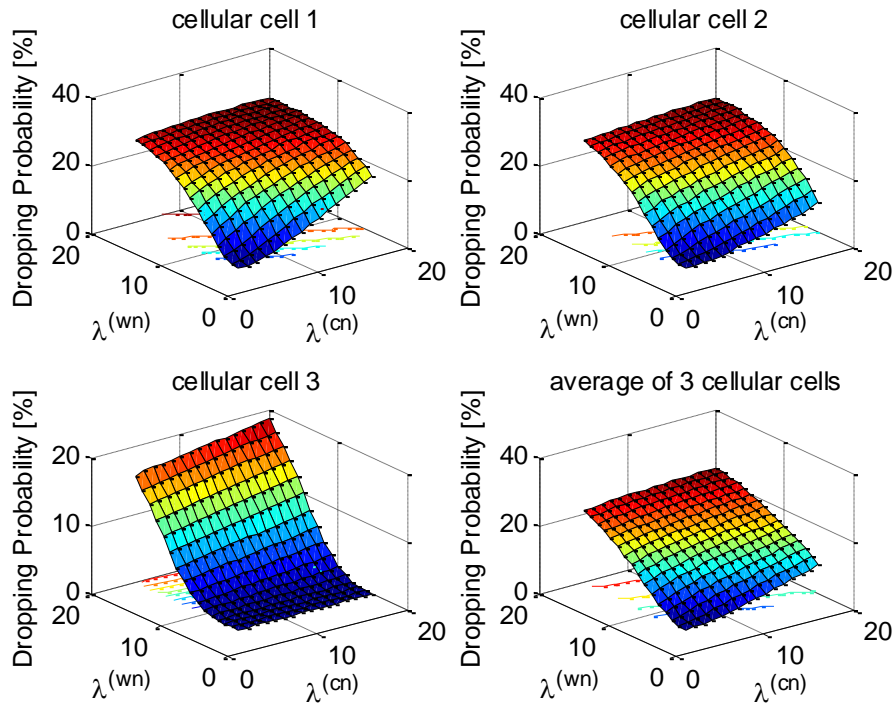 cellular cell 1
Dropping Probability [%]
40
20
0
20
10
0
λ(wn)
0
10
20
λ(cn)
cellular cell 2
Dropping Probability [%]
40
20
0
20
10
0
λ(wn)
0
10
20
λ(cn)
cellular cell 3
Dropping Probability [%]
20
10
0
20
10
0
λ(wn)
0
10
20
λ(cn)
average of 3 cellular cells
Dropping Probability [%]
40
20
0
20
10
0
λ(wn)
0
10
20
λ(cn)